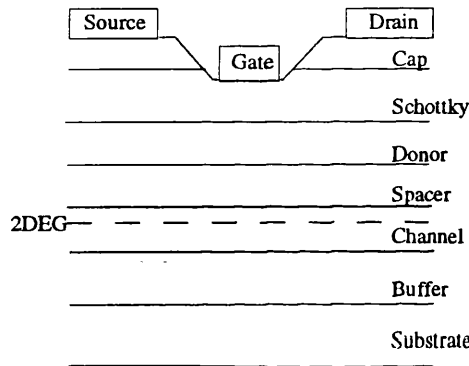 Source
Drain
Gate
Cap
Schottky
Donor
Spacer
2DEG
Channel
Buffer
Substrate